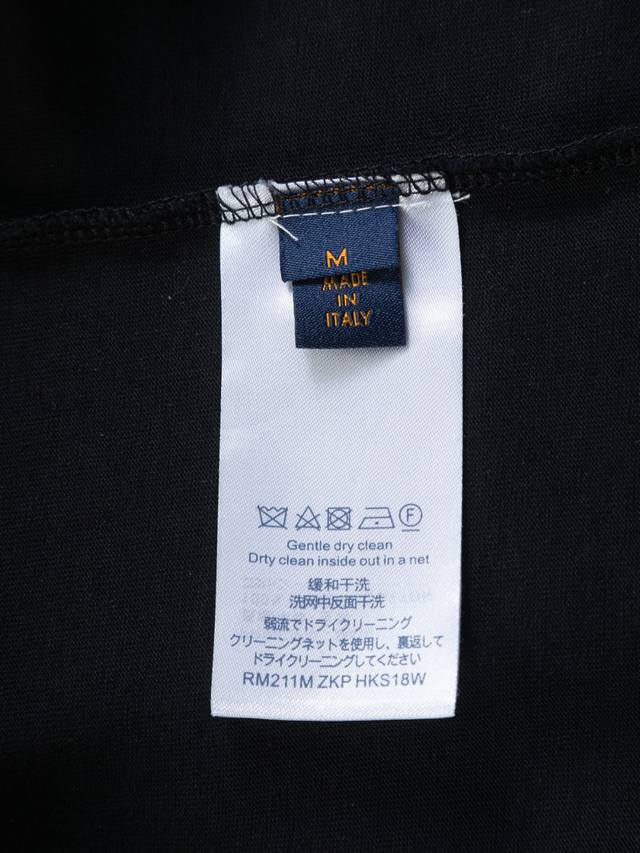 M
MADE
IN
ITALY
F
Gentle dry clean
Drty clean inside out in a net
缓和干洗
洗网中反面干洗
弱流でドライクリーニング
クリーニングネットを使用し、裏返して
ドライクリーニングしてください
RM211M ZKP HKS18W